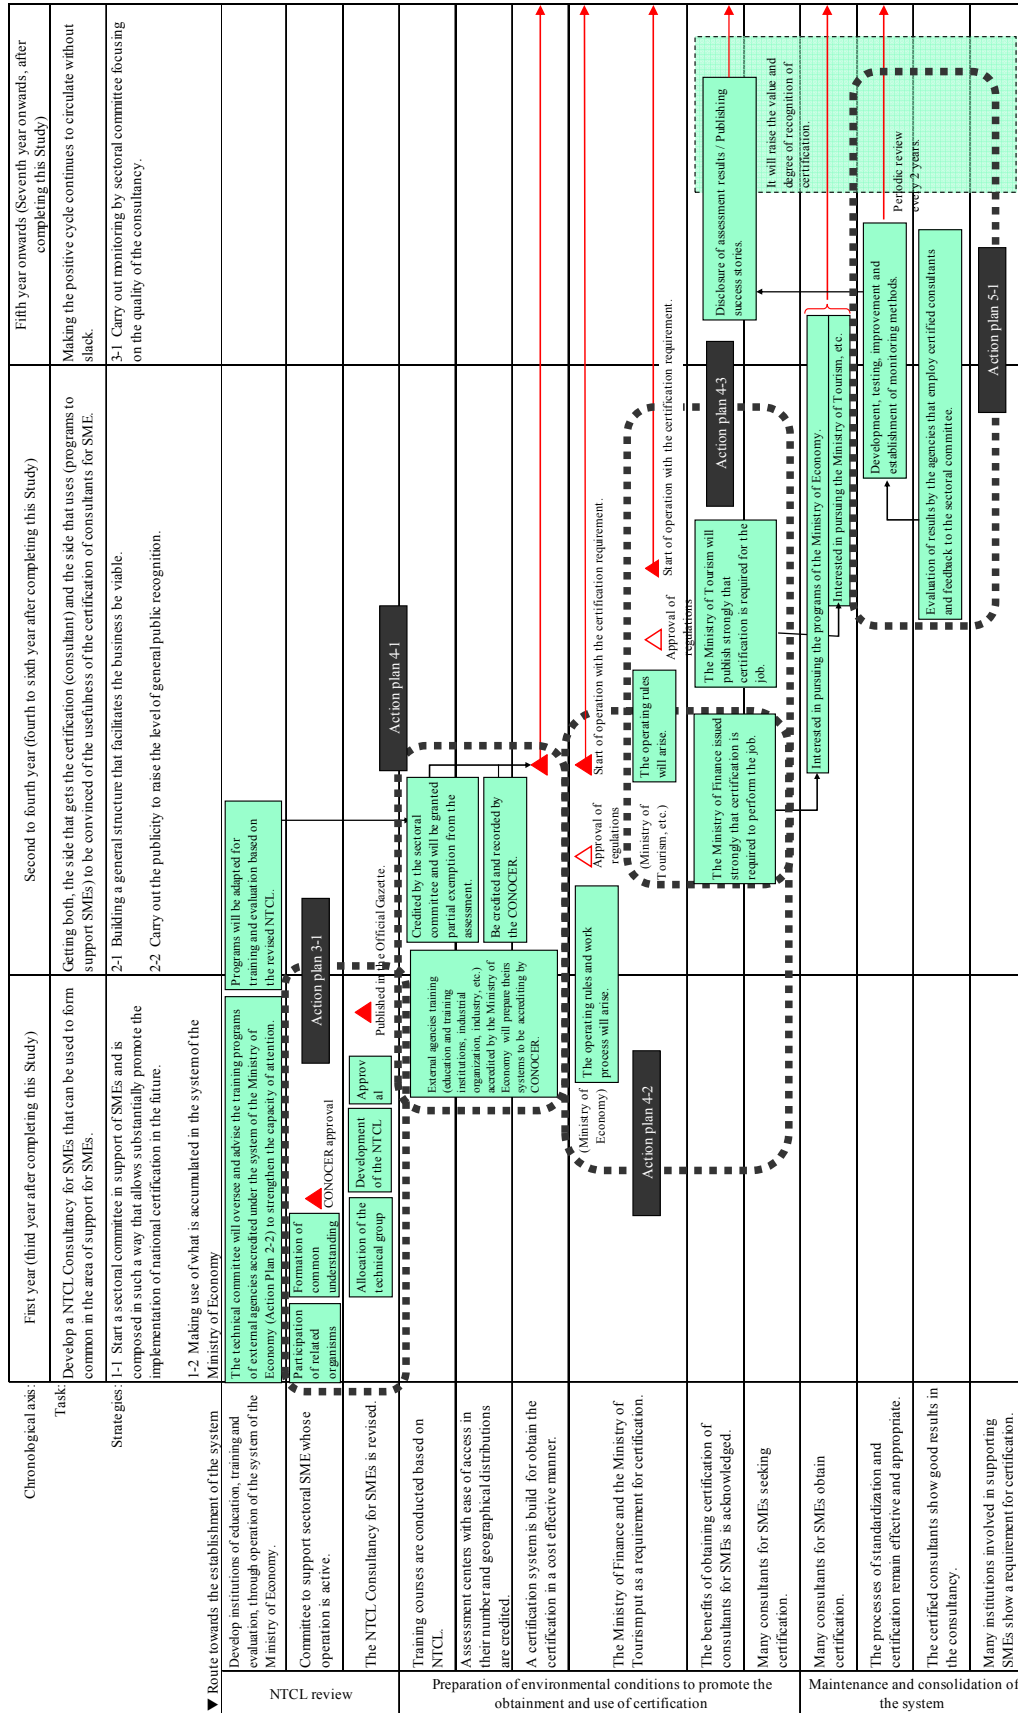 Chronological axis:
First year (third year after completing this Study)
Second to fourth year (fourth to sixth year after completing this Study)
Fifth year onwards (Seventh year onwards, after
completing this Study)
Task:
Develop a NTCL Consultancy for SMEs that can be used to form
common in the area of support for SMEs.
Getting both, the side that gets the certification (consultant) and the side that uses (programs to
support SMEs) to be convinced of the usefulness of the certification of consultants for SME.
Making the positive cycle continues to circulate without
slack.
Strategies:
1-1 Start a sectoral committee in support of SMEs and is
composed in such a way that allows substantially promote the
implementation of national certification in the future.
1-2 Making use of what is accumulated in the system of the
Ministry of Economy
2-1 Building a general structure that facilitates the business be viable.
2-2 Carry out the publicity to raise the level of general public recognition.
3-1 Carry out monitoring by sectoral committee focusing
on the quality of the consultancy.
▼Route towards the establishment of the system
NTCL review
Develop institutions of education, training and
evaluation, through operation of the system of the
Ministry of Economy.
The technical committee will oversee and advise the training programs
of external agencies accredited under the system of the Ministry of
Economy (Action Plan 2-2) to strengthen the capacity of attention.
Programs will be adapted for
training and evaluation based on
the revised NTCL.
Committee to support sectoral SME whose
operation is active.
Participation
of related
organisms
Formation of
common
understanding
CONOCER approval
Action plan 3-1
The NTCL Consultancy for SMEs is revised.
Allocation of the
technical group
Development
of the NTCL
Approv
al
Published in the Official Gazette.
Action plan 4-1
Preparation of environmental conditions to promote the
obtainment and use of certification
Training courses are conducted based on
NTCL.
Assessment centers with ease of access in
their number and geographical distributions
are credited.
A certification system is build for obtain the
certification in a cost effective manner.
External agencies training
(education and training
institutions, industrial
organization, industry, etc.)
accredited by the Ministry of
Economy will prepare theirs
systems to be accrediting by
CONOCER.
Credited by the sectoral
committee and will be granted
partial exemption from the
assessment.
Be credited and recorded by
the CONOCER.
The Ministry of Finance and the Ministry of
Tourism put as a requirement for certification.
(Ministry of
Economy)
The operating rules and work
process will arise.
Approval of
regulations
Start of operation with the certification requirement.
Action plan 4-2
(Ministry of
Tourism, etc.)
The operating rules
will arise.
Approval of
regulations
Start of operation with the certification requirement.
The benefits of obtaining certification of
consultants for SMEs is acknowledged.
Many consultants for SMEs seeking
certification.
The Ministry of Finance issued
strongly that certification is
required to perform the job.
The Ministry of Tourism will
publish strongly that
certification is required for the
job.
Action plan 4-3
Disclosure of assessment results / Publishing
success stories.
It will raise the value and
degree of recognition of
certification.
Maintenance and consolidation of
the system
Many consultants for SMEs obtain
certification.
Interested in pursuing the programs of the Ministry of Economy.
Interested in pursuing the Ministry of Tourism, etc.
The processes of standardization and
certification remain effective and appropriate.
Development, testing, improvement and
establishment of monitoring methods.
Periodic review
every 2 years.
The certified consultants show good results in
the consultancy.
Evaluation of results by the agencies that employ certified consultants
and feedback to the sectoral committee.
Many institutions involved in supporting
SMEs show a requirement for certification.
Action plan 5-1